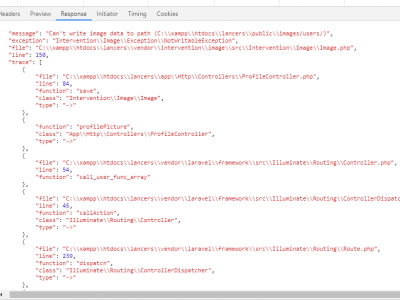 Headers Preview Response Initiator Timing Cookies
"message": "Can't write image data to path (C:\\xampp\\htdocs\\lancers\\public\\images/users/)",
"exception": "Intervention\\Image\\Exception\\NotWritableException",
"file": "C:\\xampp\\htdocs\\lancers\\vendor\\intervention\\image\\src\\Intervention\\Image\\Image.php",
"line": 150,
"trace": [
{
"file": "C:\\xampp\\htdocs\\lancers\\app\\Http\\Controllers\\ProfileController.php",
"line": 84,
"function": "save",
"class": "Intervention\\Image\\Image",
"type": "->"
},
{
"function": "profilePicture",
"class": "App\\Http\\Controllers\\ProfileController",
"type": "->"
},
{
"file": "C:\\xampp\\htdocs\\lancers\\vendor\\laravel\\framework\\src\\Illuminate\\Routing\\Controller.php",
"line": 54,
"function": "call_user_func_array"
},
{
"file": "C:\\xampp\\htdocs\\lancers\\vendor\\laravel\\framework\\src\\Illuminate\\Routing\\ControllerDispatc
"line": 45,
"function": "callAction",
"class": "Illuminate\\Routing\\Controller",
"type": "->"
},
{
"file": "C:\\xampp\\htdocs\\lancers\\vendor\\laravel\\framework\\src\\Illuminate\\Routing\\Route.php",
"line": 239,
"function": "dispatch",
"class": "Illuminate\\Routing\\ControllerDispatcher",
"type": "->"
},